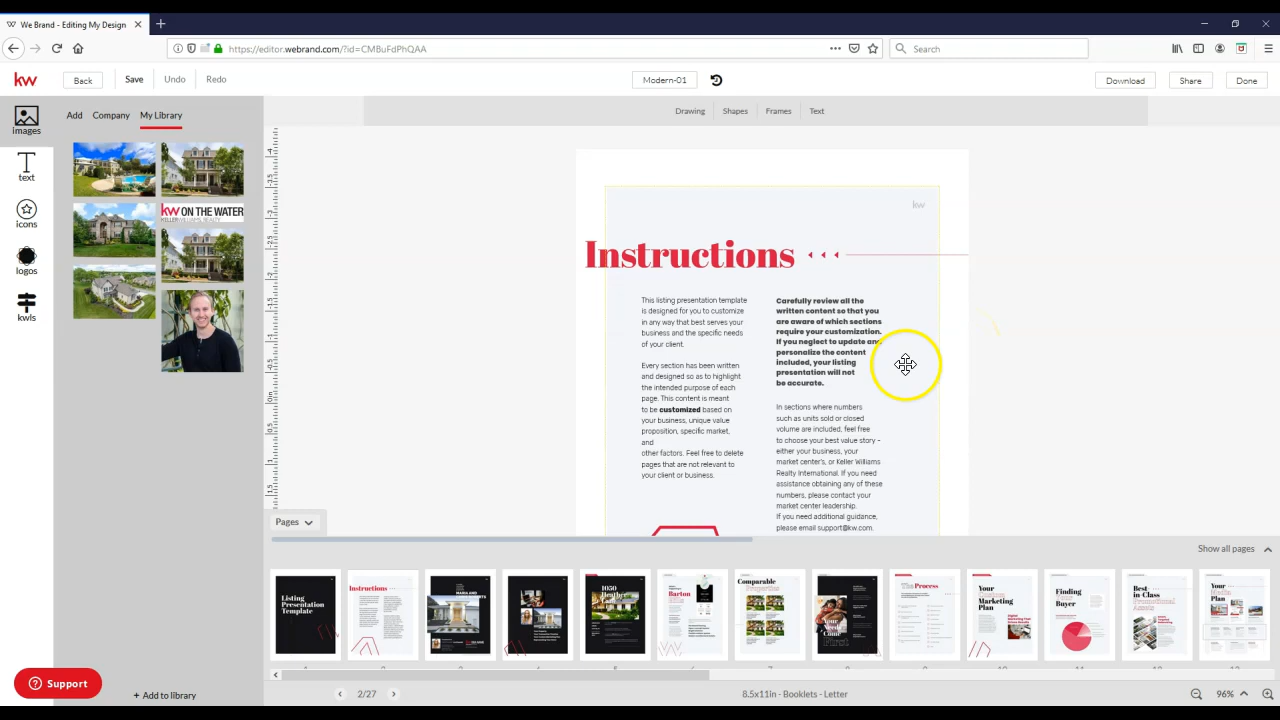 We Brand - Editing My Design
https://editor.webrand.com/?id=CMBuFdPhQAA
Search
kw
Back
Save
Undo
Redo
Modern-01
Download
Share
Done
images
text
icons
logos
kwls
Add
Company
My Library
kw ON THE WATER
KELLERWILLIAMS. REALTY
Drawing
Shapes
Frames
Text
kw
Instructions
This listing presentation template
is designed for you to customize
in any way that best serves your
business and the specific needs
of your client.
Every section has been written
and designed so as to highlight
the intended purpose of each
page. This content is meant
to be customized based on
your business, unique value
proposition, specific market,
and
other factors. Feel free to delete
pages that are not relevant to
your client or business.
Carefully review all the
written content so that you
are aware of which sections
require your customization.
If you neglect to update and
personalize the content
included, your listing
presentation will not
be accurate.
In sections where numbers
such as units sold or closed
volume are included, feel free
to choose your best value story –
either your business, your
market center's, or Keller Williams
Realty International. If you need
assistance obtaining any of these
numbers, please contact your
market center leadership.
If you need additional guidance,
please email support@kw.com.
Pages
Show all pages
Listing
Presentation
Template
Instructions
1050
Barton
Comparable
Properties
The Process
Your
Marketing
Plan
Finding
Buyer
Best
in Class
Promotional
Assets
Your
Media
Plan
Support
+ Add to library
2/27
8.5x11in - Booklets - Letter
96%